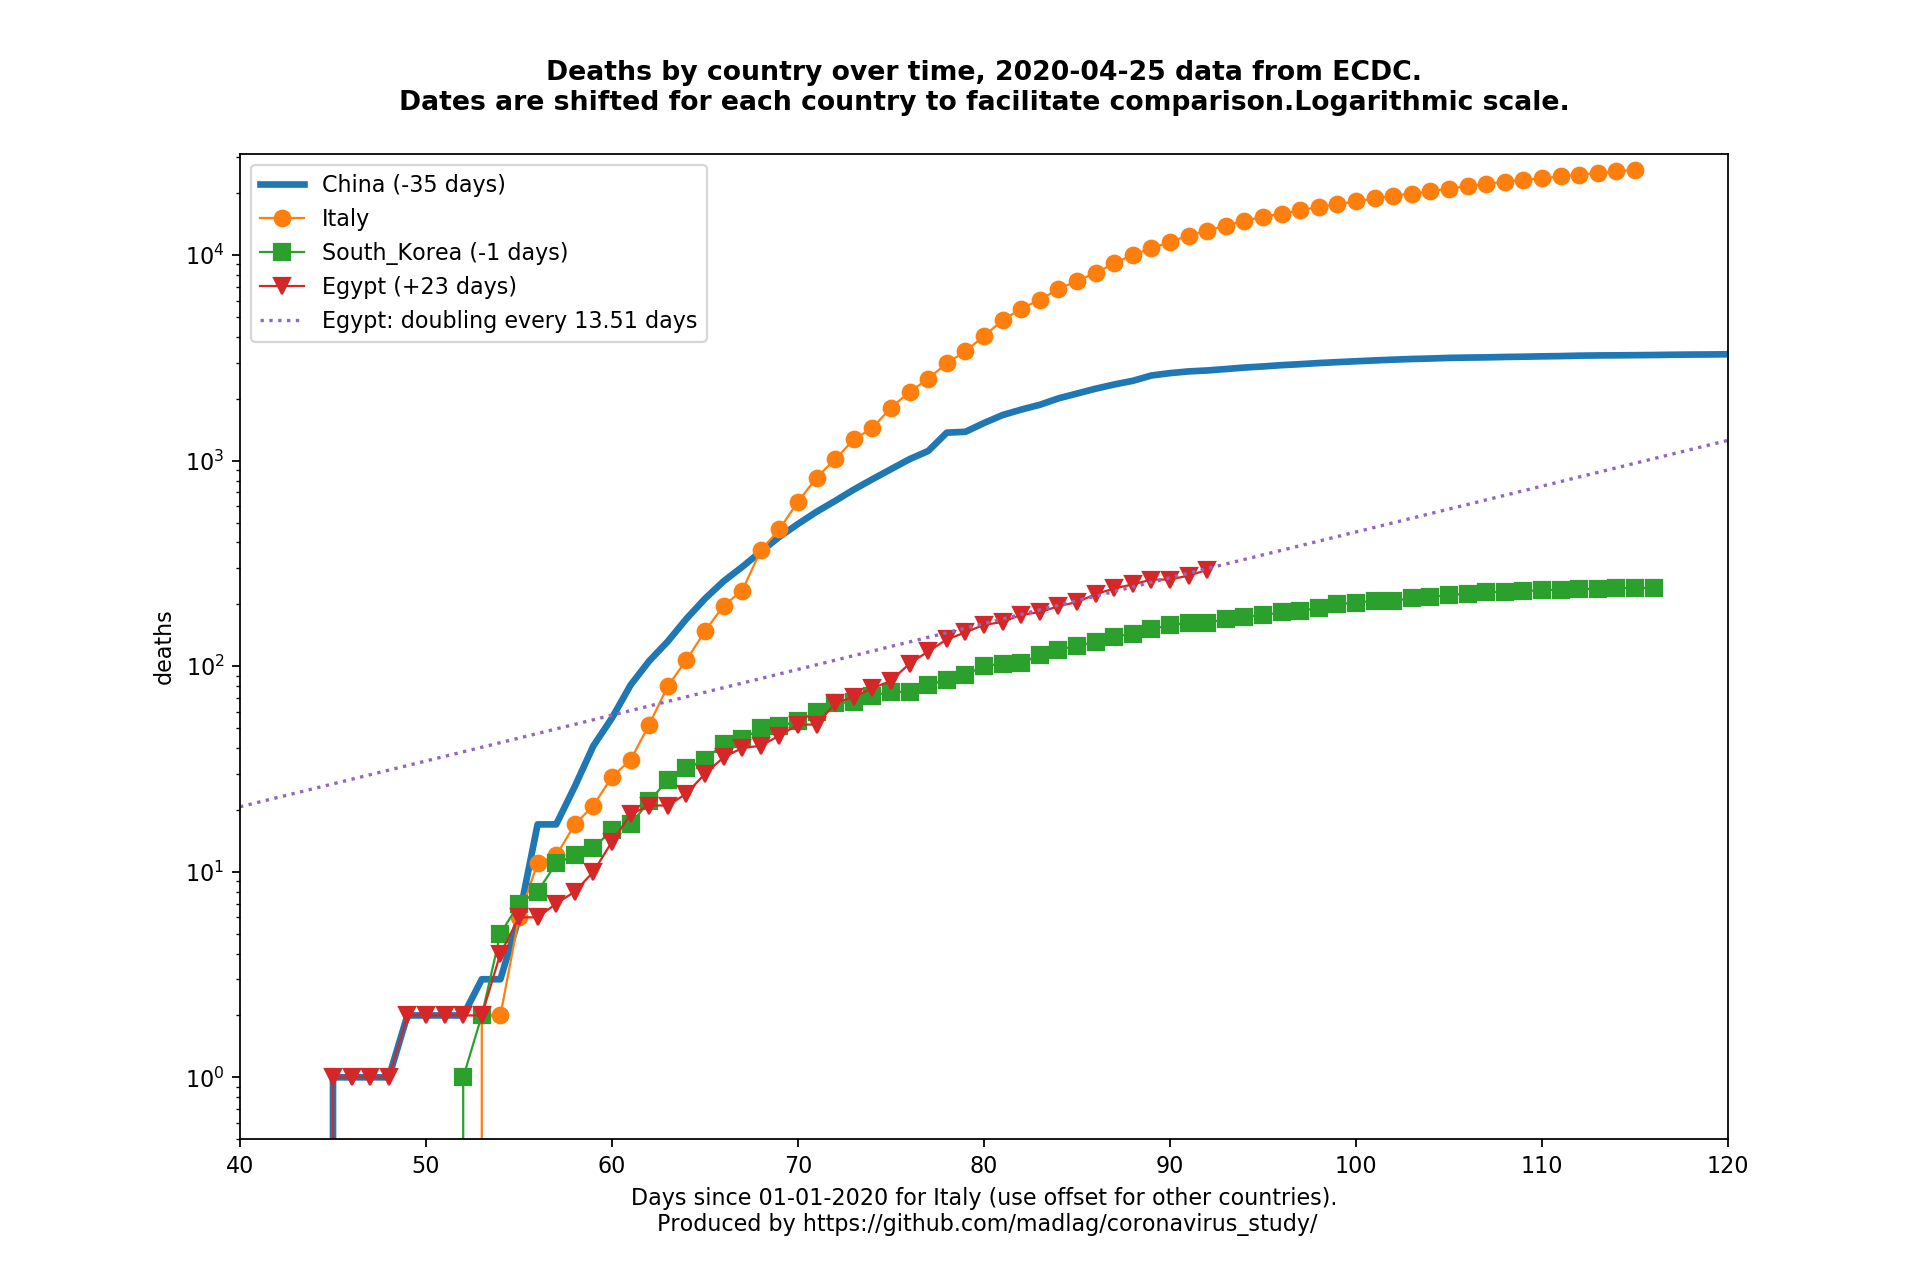 Deaths by country over time, 2020-04-25 data from ECDC.
Dates are shifted for each country to facilitate comparison.Logarithmic scale.
China (-35 days)
Italy
South_Korea (-1 days)
Egypt (+23 days)
Egypt: doubling every 13.51 days
deaths
10^4
10^3
10^2
10^1
10^0
40 50 60 70 80 90 100 110 120
Days since 01-01-2020 for Italy (use offset for other countries).
Produced by https://github.com/madlag/coronavirus_study/